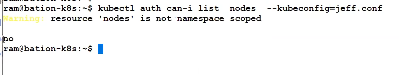 ram@bation-k8s:~$ kubectl auth can-i list  nodes  --kubeconfig=jeff.conf
Warning: resource 'nodes' is not namespace scoped
no
ram@bation-k8s:~$